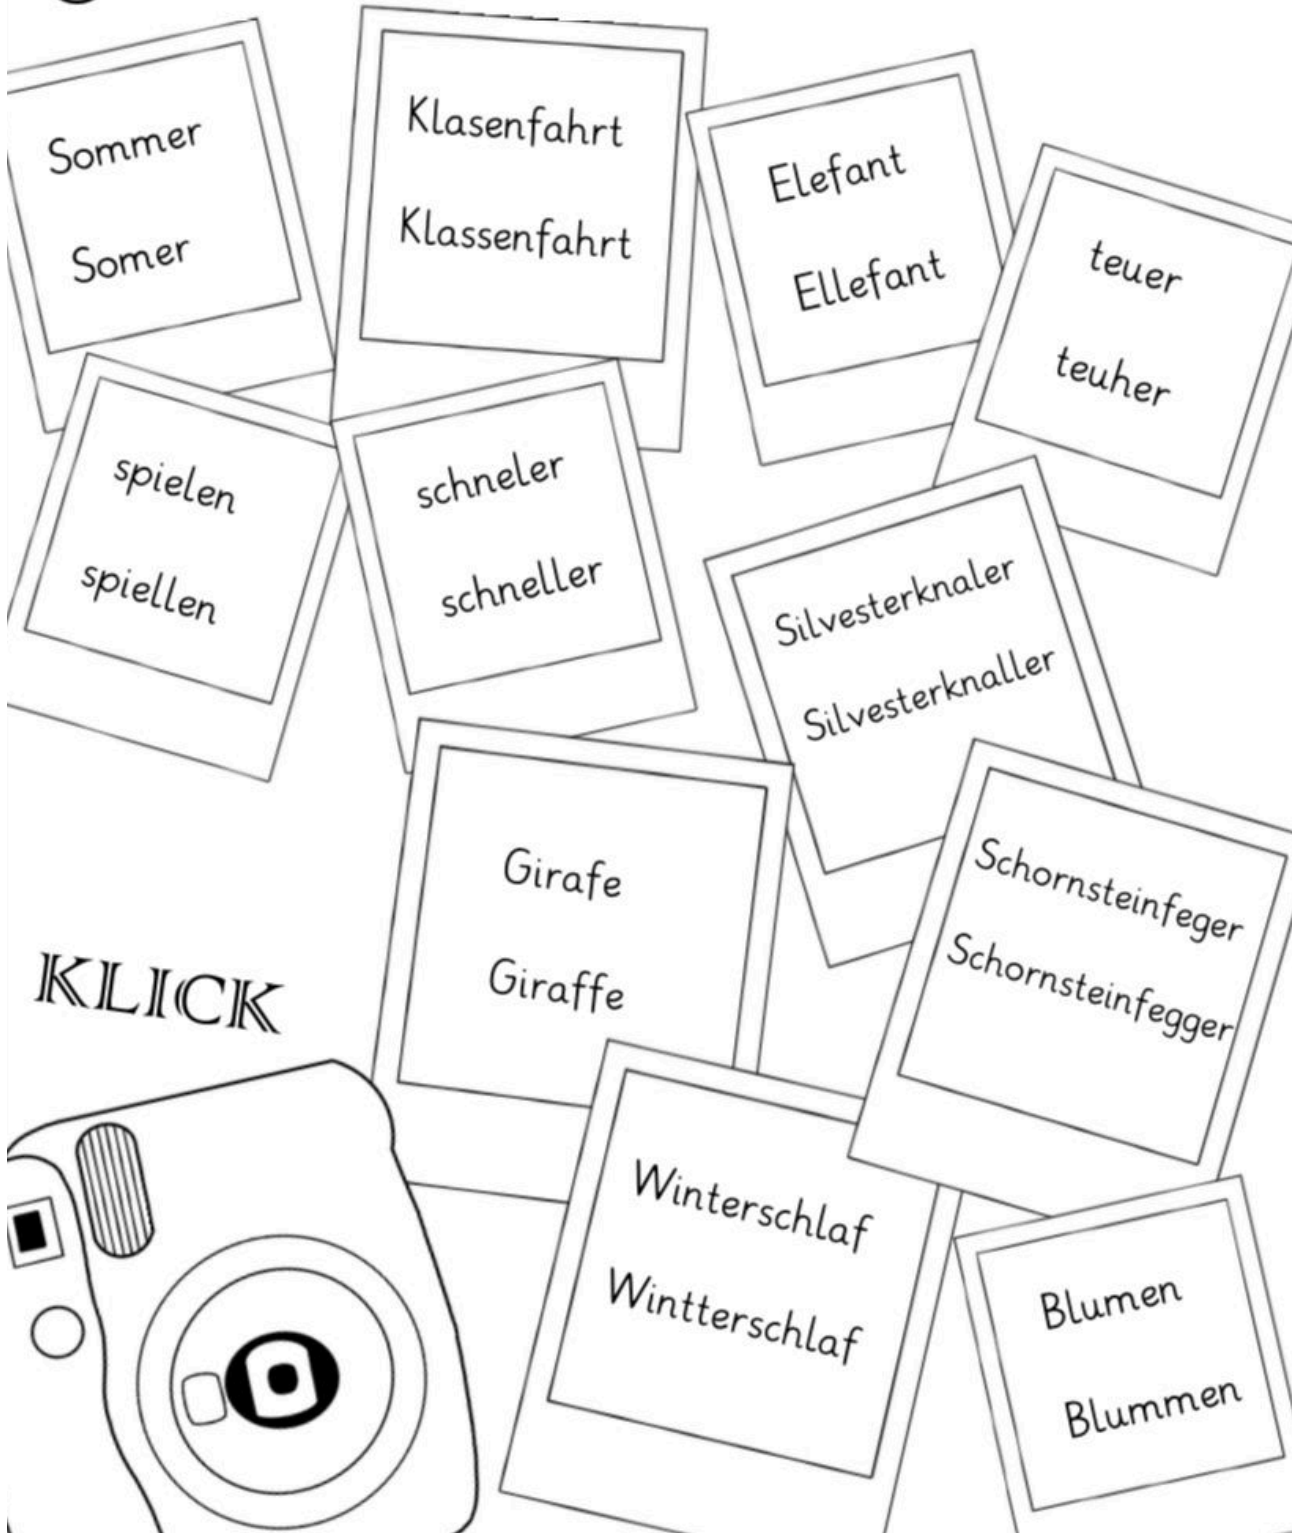 Sommer
Somer
Klasenfahrt
Klassenfahrt
Elefant
Ellefant
teuer
teuher
spielen
spiellen
schneler
schneller
Silvesterknaler
Silvesterknaller
Girafe
Giraffe
Schornsteinfeger
Schornsteinfegger
KLICK
Winterschlaf
Wintterschlaf
Blumen
Blummen